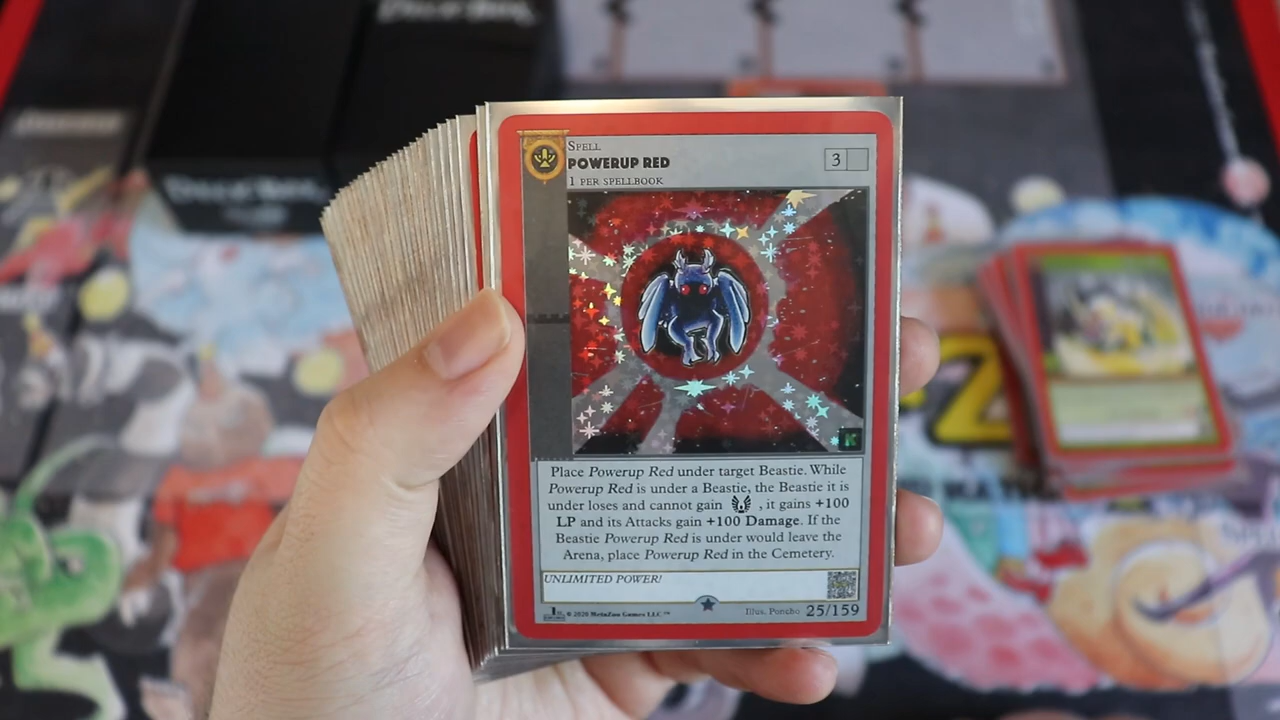 SPELL
POWERUP RED
3
1 PER SPELLBOOK
Place Powerup Red under target Beastie. While
Powerup Red is under a Beastie, the Beastie it is
under loses and cannot gain , it gains +100
LP and its Attacks gain +100 Damage. If the
Beastie Powerup Red is under would leave the
Arena, place Powerup Red in the Cemetery.
UNLIMITED POWER!
© 2020 MetaZoo Games LLC ™
Illus. Poncho 25/159